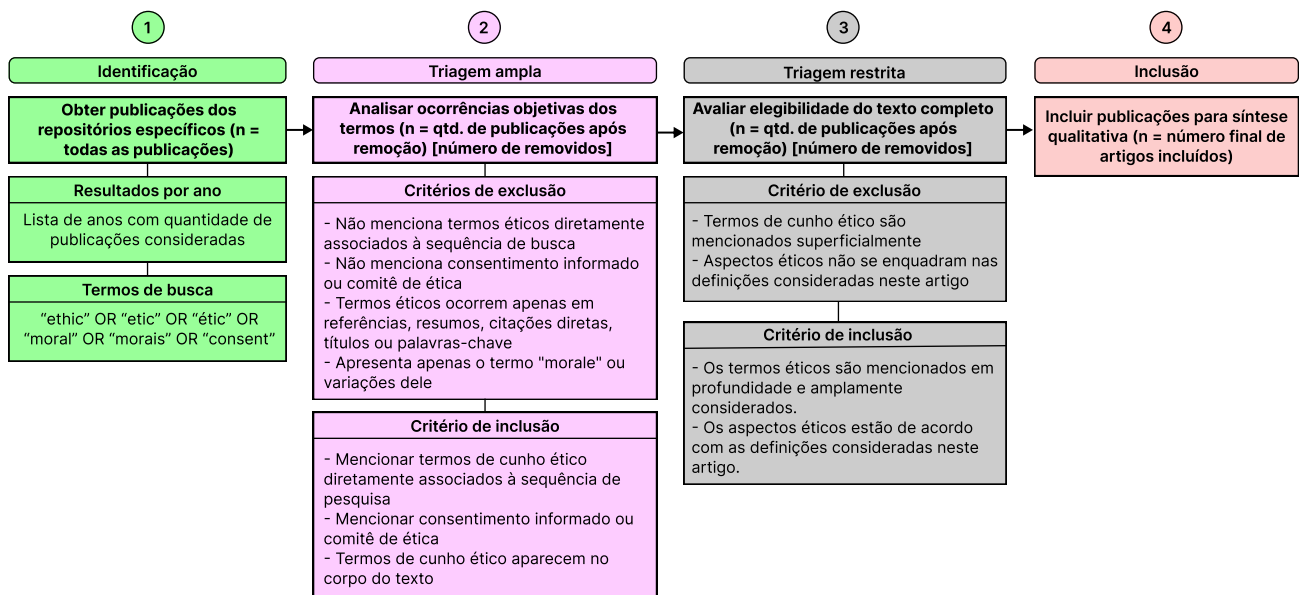 1
Identificação
Obter publicações dos
repositórios específicos (n =
todas as publicações)
Resultados por ano
Lista de anos com quantidade de
publicações consideradas
Termos de busca
“ethic” OR “etic” OR “étic” OR
“moral” OR “morais” OR “consent”
2
Triagem ampla
Analisar ocorrências objetivas dos
termos (n = qtd. de publicações após
remoção) [número de removidos]
Critérios de exclusão
- Não menciona termos éticos diretamente
associados à sequência de busca
- Não menciona consentimento informado
ou comitê de ética
- Termos éticos ocorrem apenas em
referências, resumos, citações diretas,
títulos ou palavras-chave
- Apresenta apenas o termo "morale" ou
variações dele
Critério de inclusão
- Mencionar termos de cunho ético
diretamente associados à sequência de
pesquisa
- Mencionar consentimento informado ou
comitê de ética
- Termos de cunho ético aparecem no
corpo do texto
3
Triagem restrita
Avaliar elegibilidade do texto completo
(n = qtd. de publicações após
remoção) [número de removidos]
Critério de exclusão
- Termos de cunho ético são
mencionados superficialmente
- Aspectos éticos não se enquadram nas
definições consideradas neste artigo
Critério de inclusão
- Os termos éticos são mencionados em
profundidade e amplamente
considerados.
- Os aspectos éticos estão de acordo
com as definições consideradas neste
artigo.
4
Inclusão
Incluir publicações para síntese
qualitativa (n = número final de
artigos incluídos)